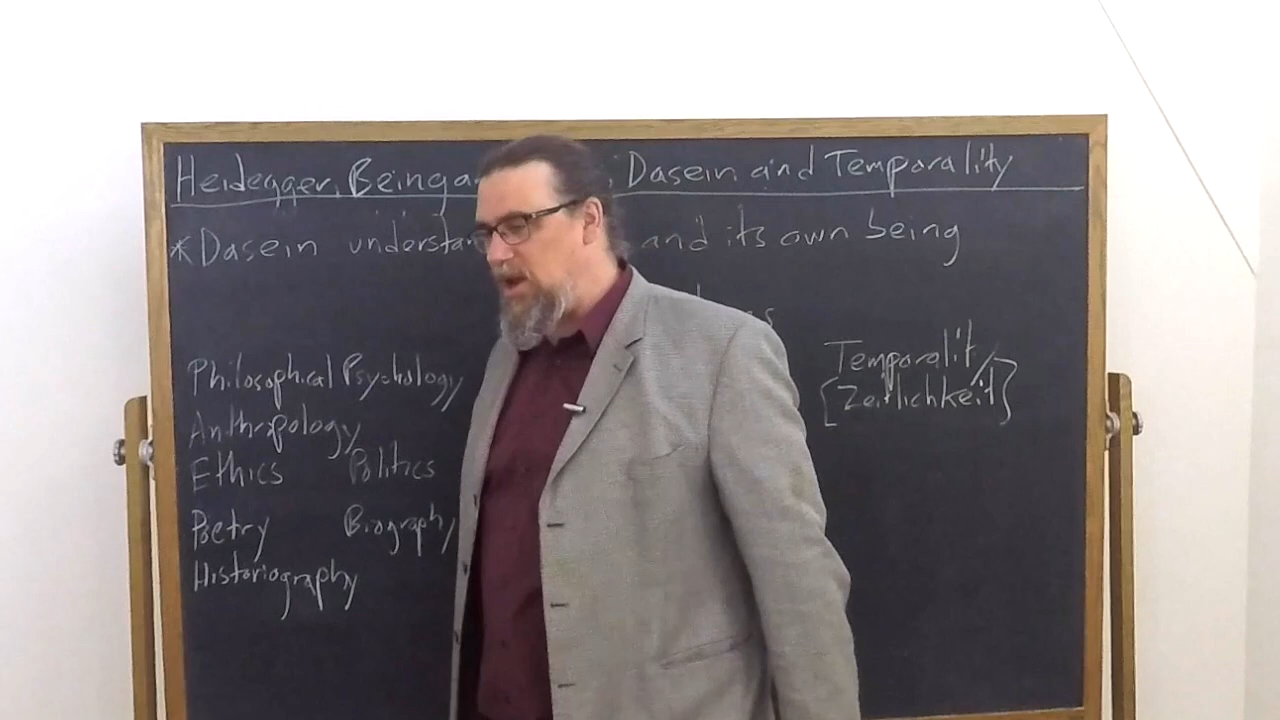 Heidegger, Being a Dasein and Temporality
*Dasein understan and its own being
Philosophical Psychology
Temporality
[Zeitlichkeit]
Anthropology
Ethics Politics
Poetry Biography
Historiography